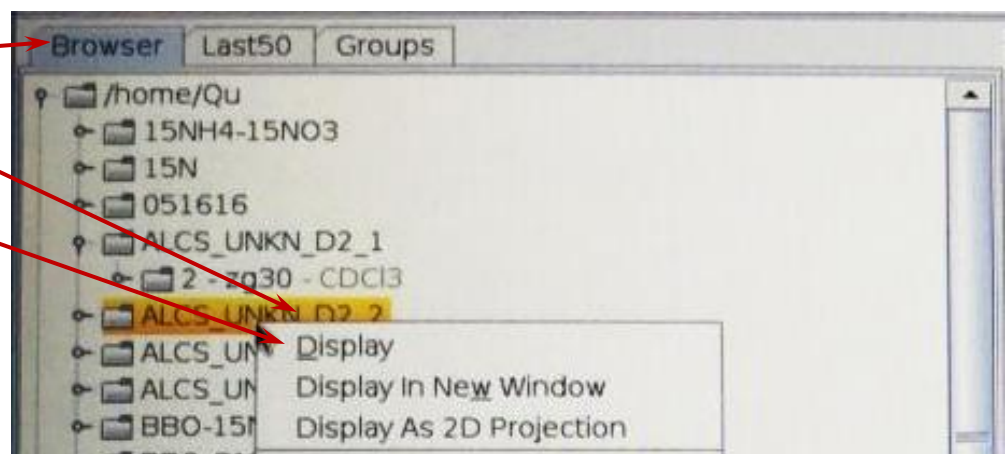 Browser Last50 Groups
/home/Qu
15NH4-15NO3
15N
051616
ALCS_UNKN_D2_1
2 - zg30 - CDCl3
ALCS_UNKN_D2_2
Display
ALCS_UN
Display In New Window
ALCS_UN
Display As 2D Projection
BBO-15